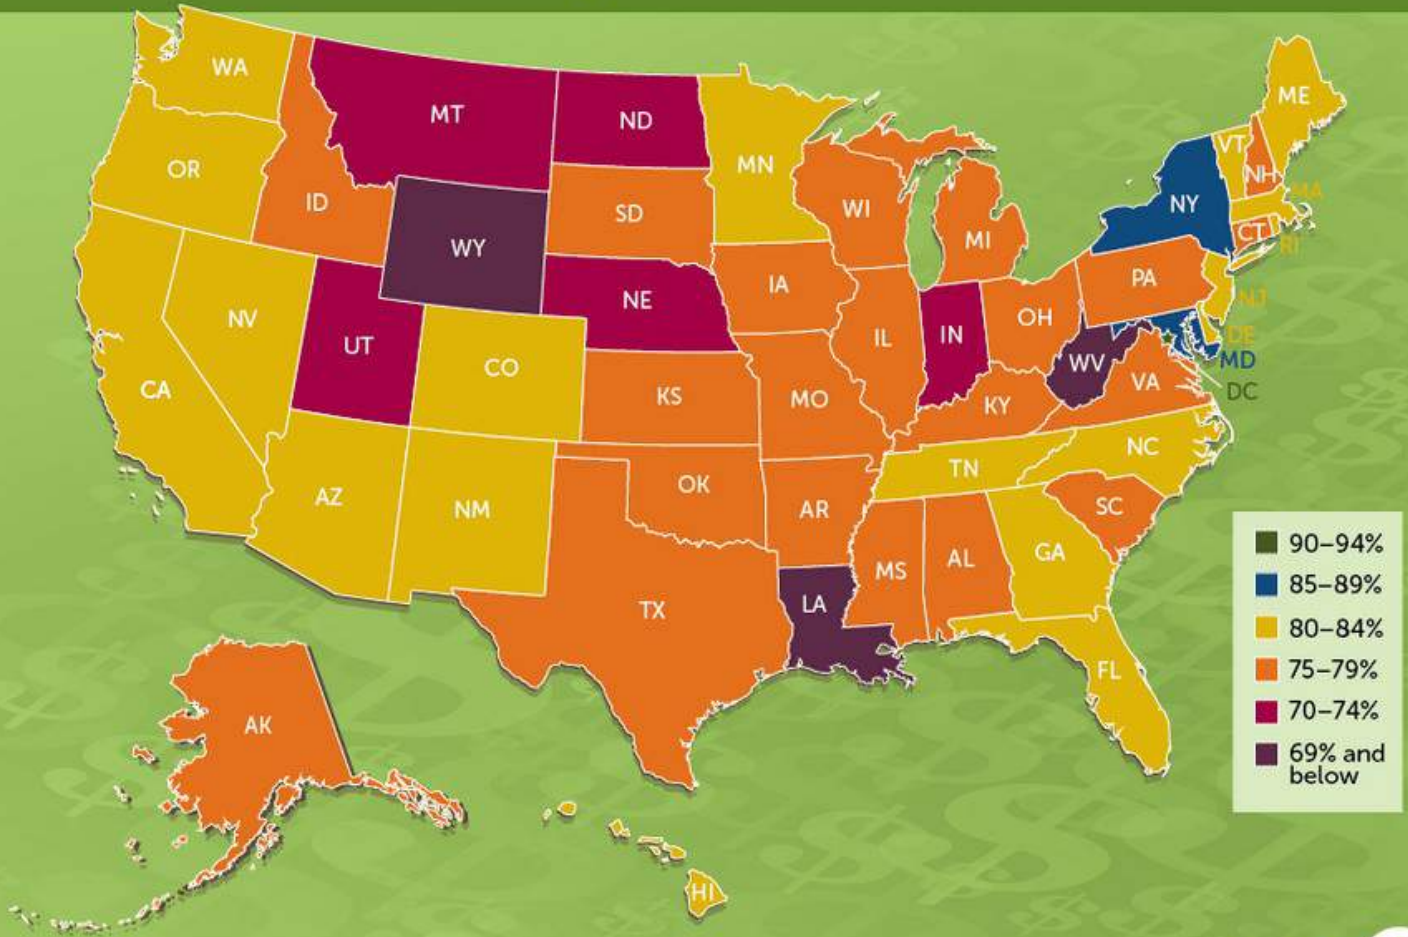 WA
MT
ND
MN
ME
VT
NH
MA
OR
ID
SD
WI
NY
WY
MI
CT
RI
NE
IA
PA
NJ
NV
UT
CO
IL
IN
OH
DE
MD
DC
CA
KS
MO
WV
VA
KY
NC
TN
AZ
NM
OK
AR
SC
MS
AL
GA
TX
LA
FL
AK
HI
90–94%
85–89%
80–84%
75–79%
70–74%
69% and
below